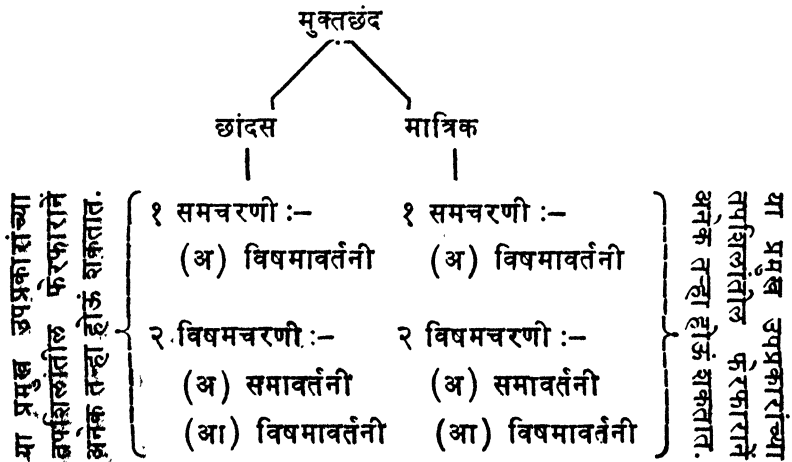 मुक्तछंद
छांदस मात्रिक
या प्रमुख उपप्रकारांच्या
तपशिलांतील फेरफारानें
अनेक तऱ्हा होऊं शकतात.
१ समचरणी :–
(अ) विषमावर्तनी
२ विषमचरणी :–
(अ) समावर्तनी
(आ) विषमावर्तनी
१ समचरणी :–
(अ) विषमावर्तनी
२ विषमचरणी :–
(अ) समावर्तनी
(आ) विषमावर्तनी
या प्रमुख उपप्रकारांच्या
तपशिलांतील फेरफारानें
अनेक तऱ्हा होऊं शकतात.